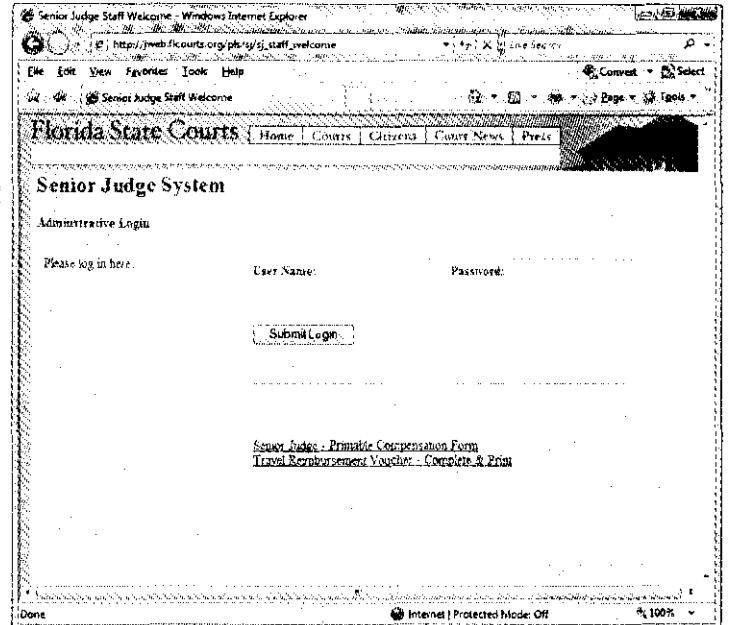 Senior Judge Staff Welcome - Windows Internet Explorer
http://jweb.flcourts.org/pls/sj/sj_staff_welcome
Live Search
File Edit View Favorites Tools Help
Convert Select
Senior Judge Staff Welcome
Page Tools
Florida State Courts Home Courts Citizens Court News Press
Senior Judge System
Administrative Login
Please log in here.
User Name: Password:
Submit Login
Senior Judge - Printable Compensation Form
Travel Reimbursement Voucher - Complete & Print
Done Internet | Protected Mode: Off 100%